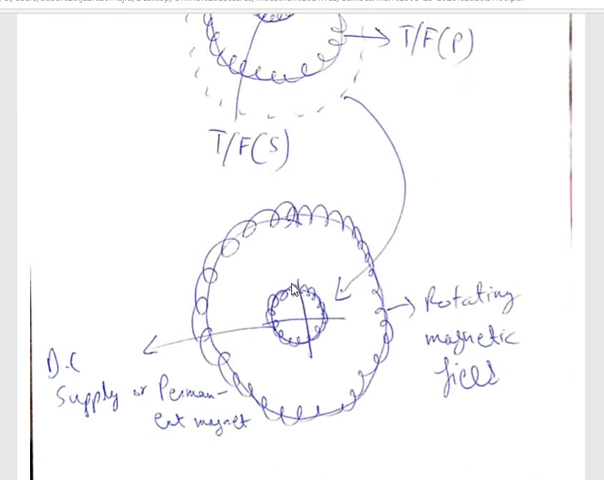 T/F(P)
T/F(S)
Rotating
magnetic
field
D.C
Supply or Perman-
ent magnet